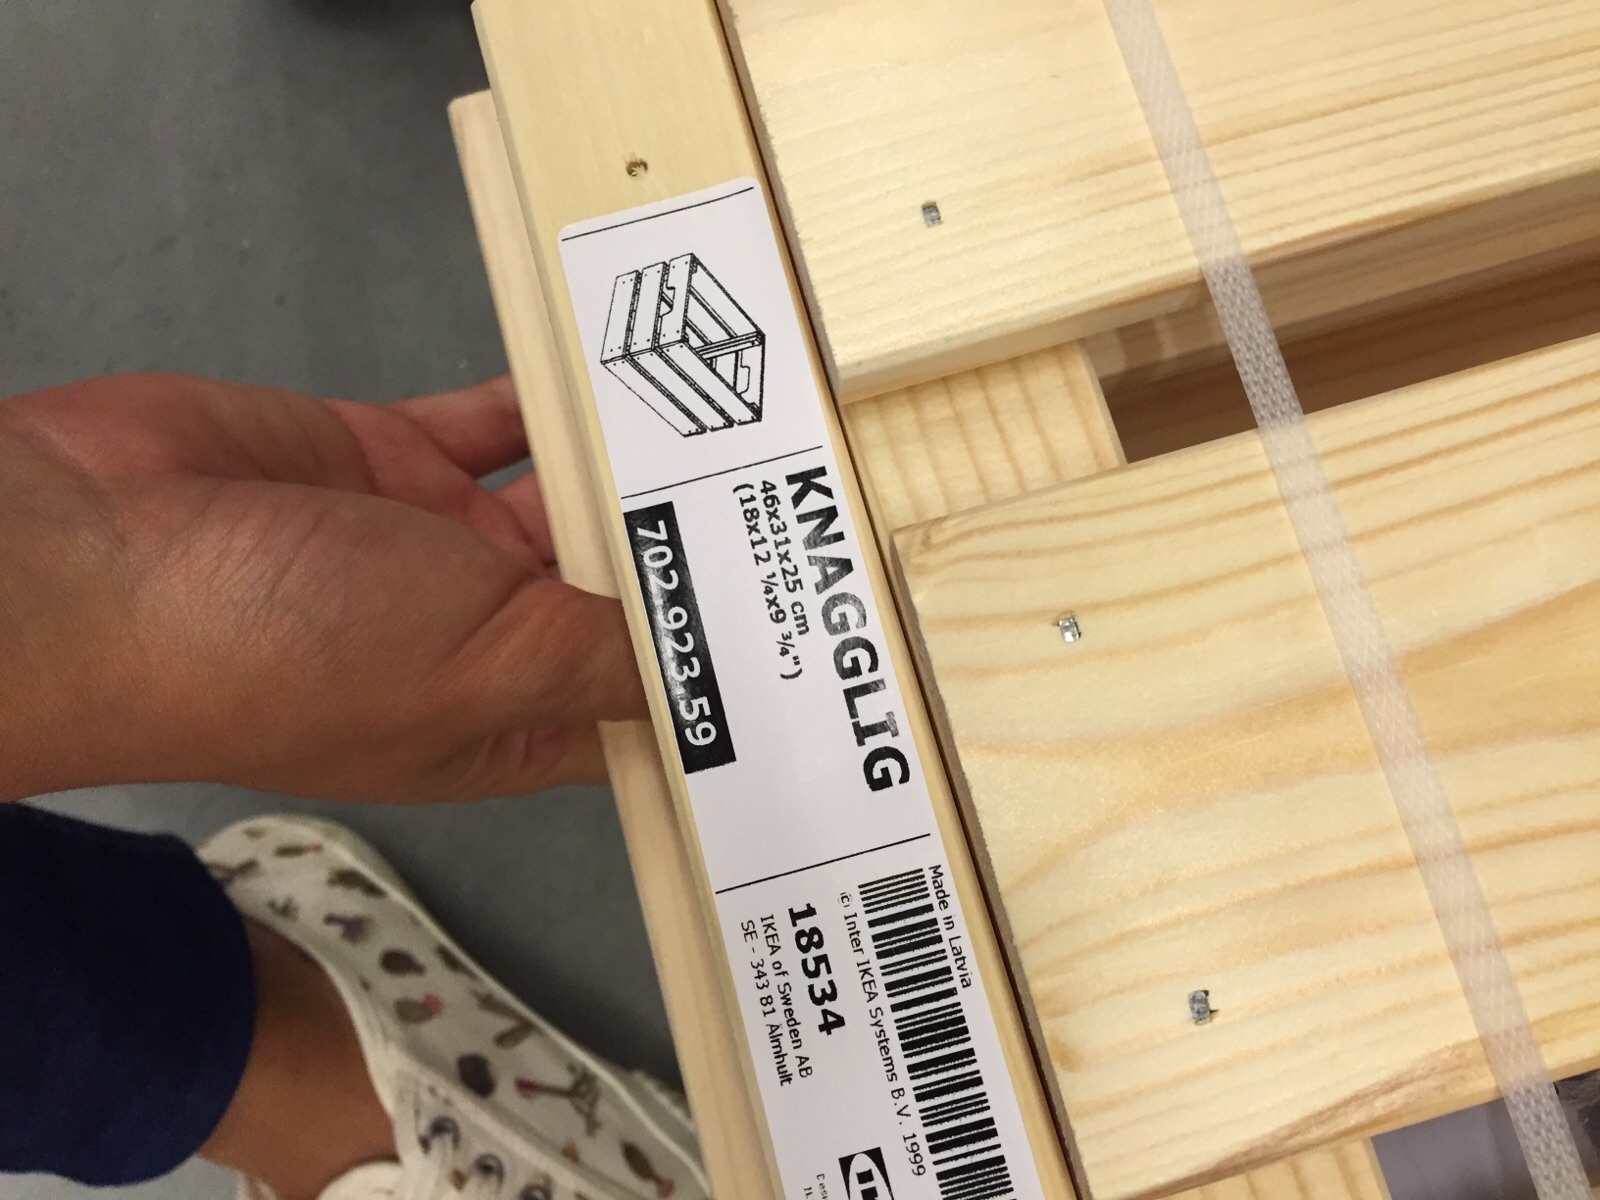 KNAGGLIG
46x31x25 cm
(18x12 ¼x9 ¾")
702.923.59
Made in Latvia
© Inter IKEA Systems B.V. 1999
18534
IKEA of Sweden AB
SE - 343 81 Älmhult